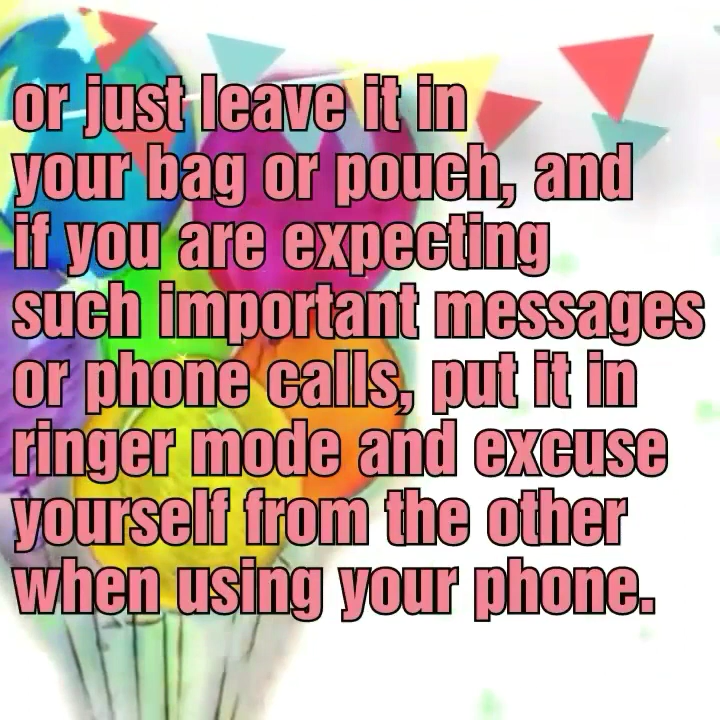 or just leave it in
your bag or pouch, and
if you are expecting
such important messages
or phone calls, put it in
ringer mode and excuse
yourself from the other
when using your phone.